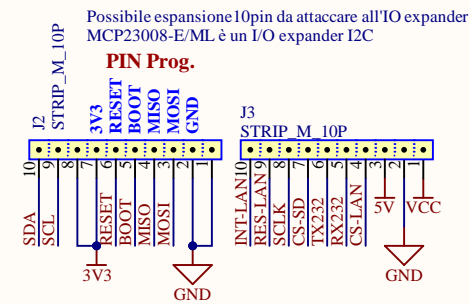 Possibile espansione10pin da attaccare all'IO expander
MCP23008-E/ML è un I/O expander I2C
PIN Prog.
J2
STRIP_M_10P
3V3
RESET
BOOT
MISO
MOSI
GND
J3
STRIP_M_10P
10
9
8
7
6
5
4
3
2
1
10
9
8
7
6
5
4
3
2
1
SDA
SCL
RESET
BOOT
MISO
MOSI
3V3
GND
INT-LAN
RES-LAN
SCLK
CS-SD
TX232
RX232
CS-LAN
5V
VCC
GND